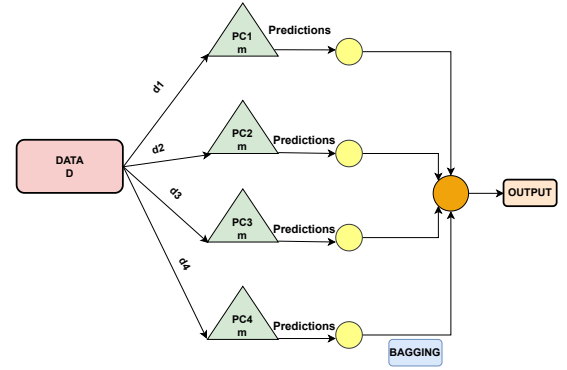 Predictions
PC1
m
d1
PC2
m
Predictions
d2
DATA
D
OUTPUT
d3
PC3
m
Predictions
d4
PC4
m
Predictions
BAGGING